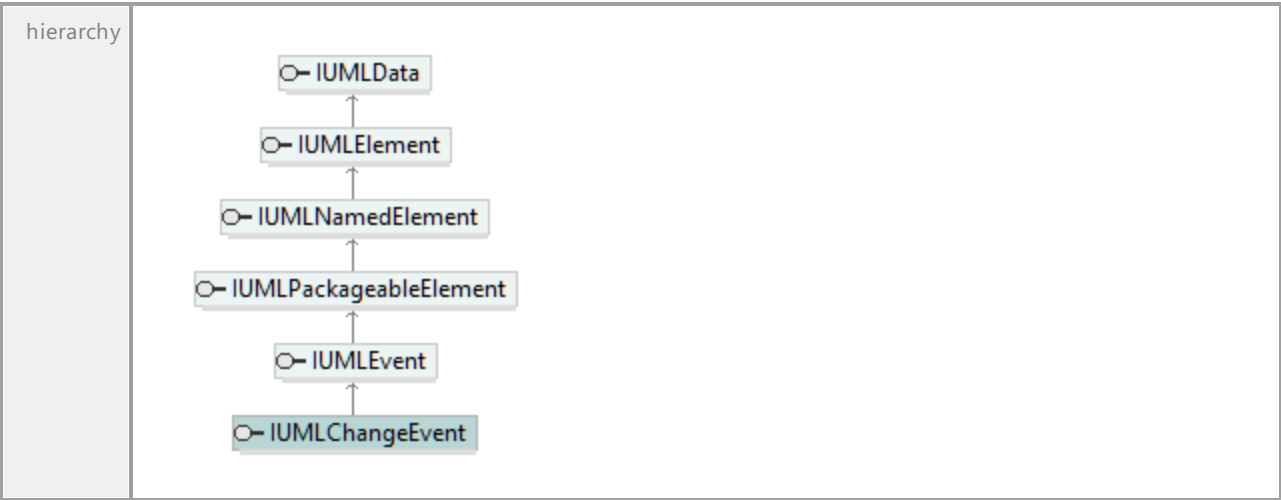 hierarchy
IUMLData
IUMLElement
IUMLNamedElement
IUMLPackageableElement
IUMLEvent
IUMLChangeEvent